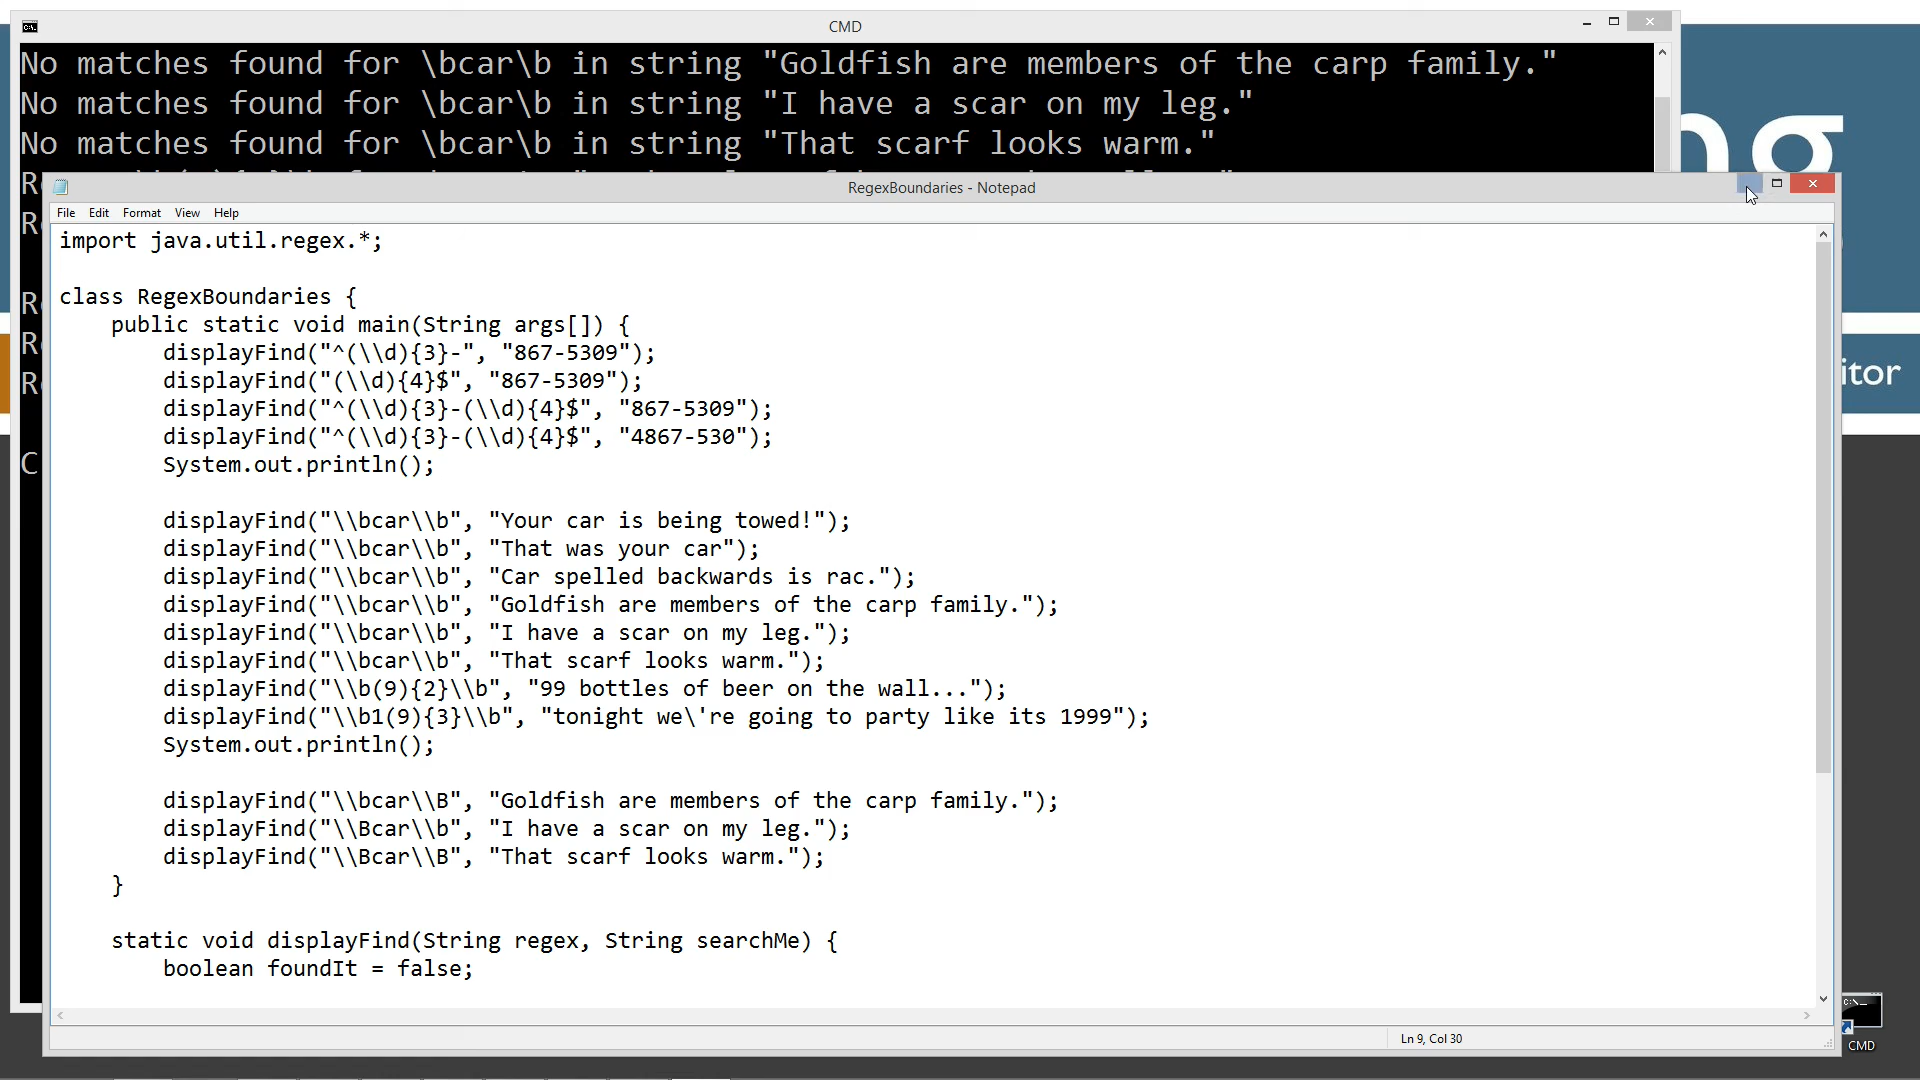 CMD
No matches found for \bcar\b in string "Goldfish are members of the carp family."
No matches found for \bcar\b in string "I have a scar on my leg."
No matches found for \bcar\b in string "That scarf looks warm."
RegexBoundaries - Notepad
File Edit Format View Help
import java.util.regex.*;
class RegexBoundaries {
public static void main(String args[]) {
displayFind("^(\\d){3}-", "867-5309");
displayFind("(\\d){4}$", "867-5309");
displayFind("^(\\d){3}-(\\d){4}$", "867-5309");
displayFind("^(\\d){3}-(\\d){4}$", "4867-530");
System.out.println();
displayFind("\\bcar\\b", "Your car is being towed!");
displayFind("\\bcar\\b", "That was your car");
displayFind("\\bcar\\b", "Car spelled backwards is rac.");
displayFind("\\bcar\\b", "Goldfish are members of the carp family.");
displayFind("\\bcar\\b", "I have a scar on my leg.");
displayFind("\\bcar\\b", "That scarf looks warm.");
displayFind("\\b(9){2}\\b", "99 bottles of beer on the wall...");
displayFind("\\b1(9){3}\\b", "tonight we\'re going to party like its 1999");
System.out.println();
displayFind("\\bcar\\B", "Goldfish are members of the carp family.");
displayFind("\\Bcar\\b", "I have a scar on my leg.");
displayFind("\\Bcar\\B", "That scarf looks warm.");
}
static void displayFind(String regex, String searchMe) {
boolean foundIt = false;
Ln 9, Col 30
CMD